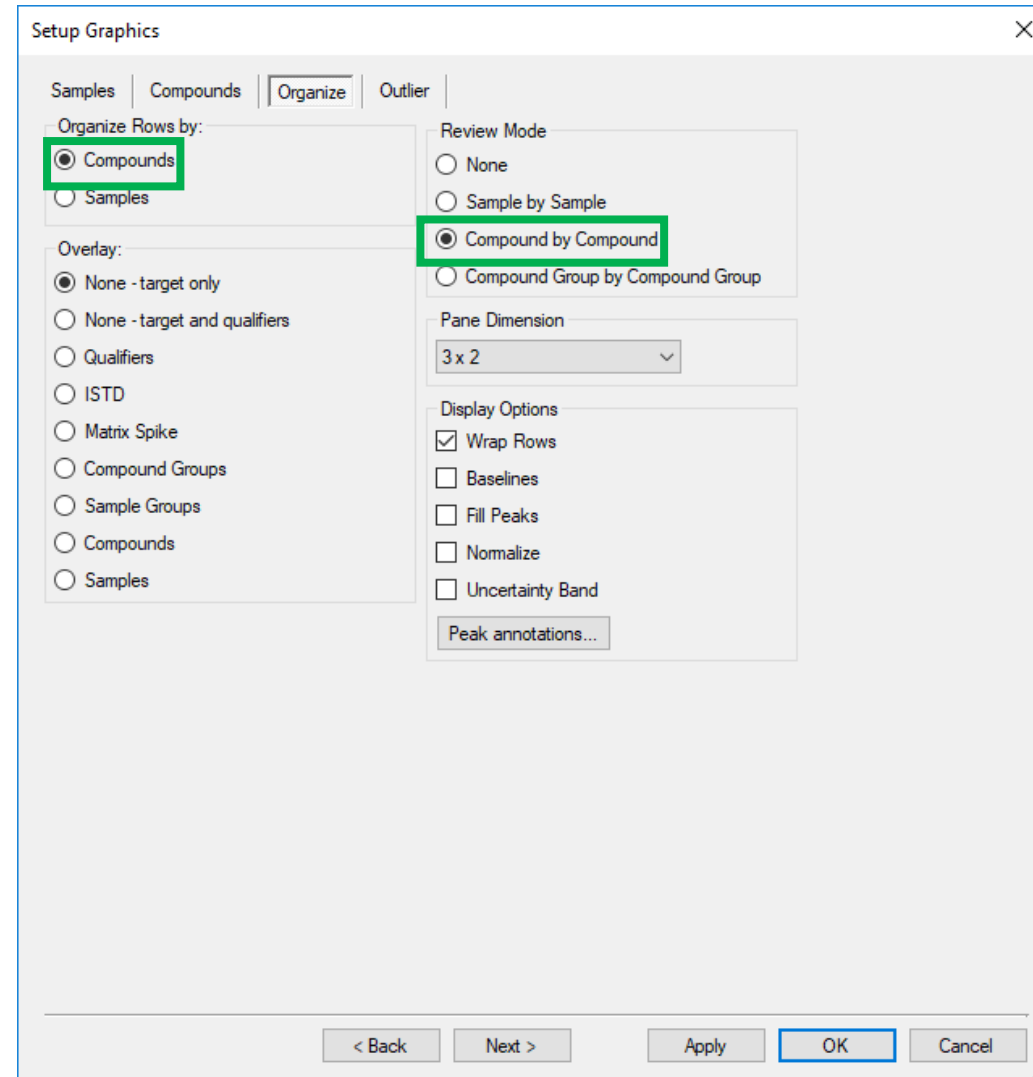 Setup Graphics
Samples
Compounds
Organize
Outlier
Organize Rows by:
Compounds
Samples
Overlay:
None - target only
None - target and qualifiers
Qualifiers
ISTD
Matrix Spike
Compound Groups
Sample Groups
Compounds
Samples
Review Mode
None
Sample by Sample
Compound by Compound
Compound Group by Compound Group
Pane Dimension
3 x 2
Display Options
Wrap Rows
Baselines
Fill Peaks
Normalize
Uncertainty Band
Peak annotations...
< Back
Next >
Apply
OK
Cancel